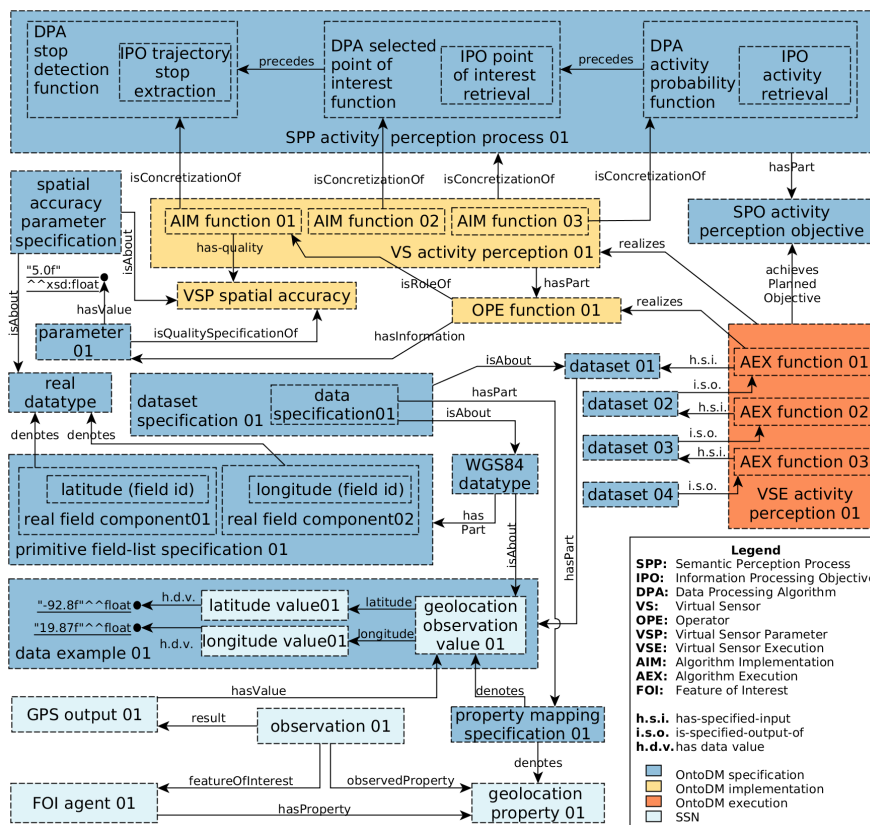 DPA
stop
detection
function
IPO trajectory
stop
extraction
precedes
DPA selected
point of
interest
function
IPO point
of interest
retrieval
precedes
DPA
activity
probability
function
IPO
activity
retrieval
SPP activity perception process 01
isConcretizationOf
isConcretizationOf
isConcretizationOf
isConcretizationOf
hasPart
spatial
accuracy
parameter
specification
AIM function 01
AIM function 02
AIM function 03
VS activity perception 01
SPO activity
perception objective
has-quality
isAbout
realizes
"5.0f"
^^xsd:float
hasValue
VSP spatial accuracy
isRoleOf
hasPart
achieves
Planned
Objective
OPE function 01
realizes
isAbout
parameter
01
isQualitySpecificationOf
hasInformation
real
datatype
dataset
specification 01
data
specification01
isAbout
hasPart
isAbout
dataset 01
h.s.i.
AEX function 01
i.s.o.
dataset 02
h.s.i.
AEX function 02
i.s.o.
dataset 03
h.s.i.
AEX function 03
dataset 04
i.s.o.
VSE activity
perception 01
denotes
denotes
latitude (field id)
real field component01
longitude (field id)
real field component02
primitive field-list specification 01
WGS84
datatype
has
Part
isAbout
hasPart
"-92.8f"^^float
h.d.v.
latitude value01
latitude
geolocation
observation
value 01
"19.87f"^^float
h.d.v.
longitude value01
longitude
data example 01
hasValue
denotes
GPS output 01
result
observation 01
property mapping
specification 01
featureOfInterest
observedProperty
denotes
FOI agent 01
hasProperty
geolocation
property 01
Legend
SPP: Semantic Perception Process
IPO: Information Processing Objective
DPA: Data Processing Algorithm
VS: Virtual Sensor
OPE: Operator
VSP: Virtual Sensor Parameter
VSE: Virtual Sensor Execution
AIM: Algorithm Implementation
AEX: Algorithm Execution
FOI: Feature of Interest
h.s.i. has-specified-input
i.s.o. is-specified-output-of
h.d.v. has data value
OntoDM specification
OntoDM implementation
OntoDM execution
SSN